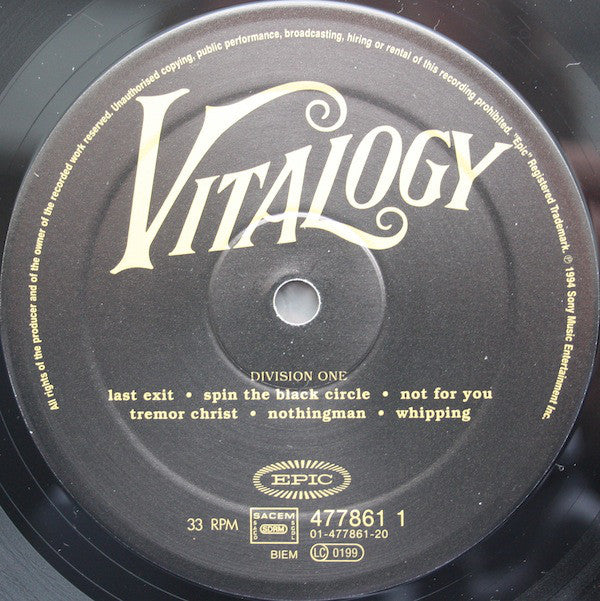 All rights of the producer and of the owner of the recorded work reserved. Unauthorised copying, public performance, broadcasting, hiring or rental of this recording prohibited. "Epic" Registered Trademark. ℗ 1994 Sony Music Entertainment Inc.
VITALOGY
DIVISION ONE
last exit • spin the black circle • not for you
tremor christ • nothingman • whipping
EPIC
33 RPM
SACEM
SACD SDRM SGDL
BIEM
477861 1
01-477861-20
LC 0199